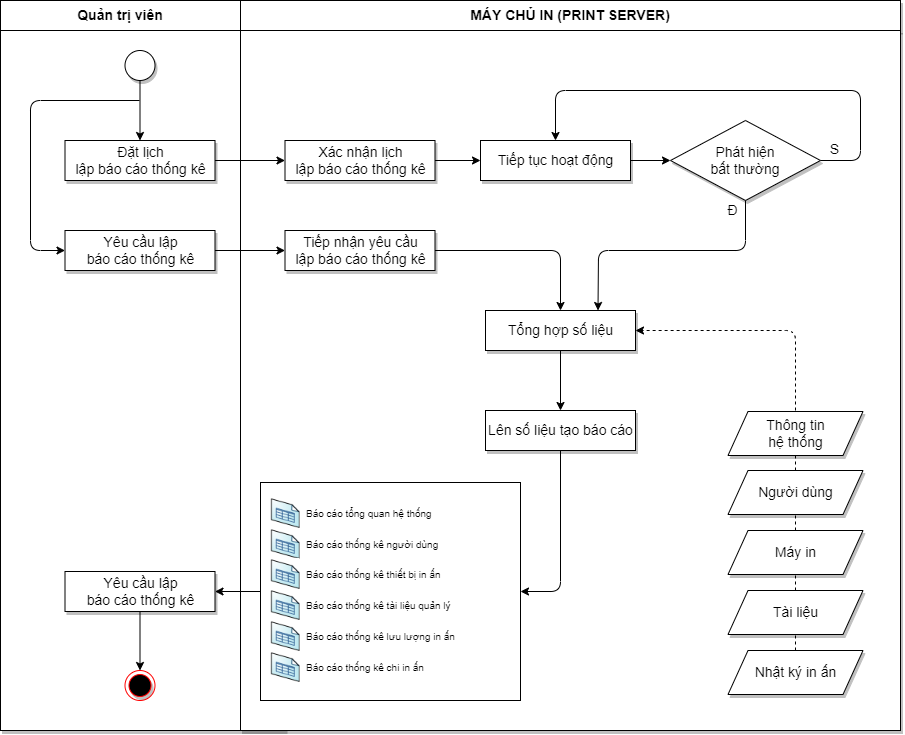 Quản trị viên
MÁY CHỦ IN (PRINT SERVER)
Đặt lịch
lập báo cáo thống kê
Xác nhận lịch
lập báo cáo thống kê
Tiếp tục hoạt động
Phát hiện
bất thường
S
Đ
Yêu cầu lập
báo cáo thống kê
Tiếp nhận yêu cầu
lập báo cáo thống kê
Tổng hợp số liệu
Lên số liệu tạo báo cáo
Thông tin
hệ thống
Người dùng
Máy in
Tài liệu
Nhật ký in ấn
Báo cáo tổng quan hệ thống
Báo cáo thống kê người dùng
Báo cáo thống kê thiết bị in ấn
Báo cáo thống kê tài liệu quản lý
Báo cáo thống kê lưu lượng in ấn
Báo cáo thống kê chi in ấn
Yêu cầu lập
báo cáo thống kê